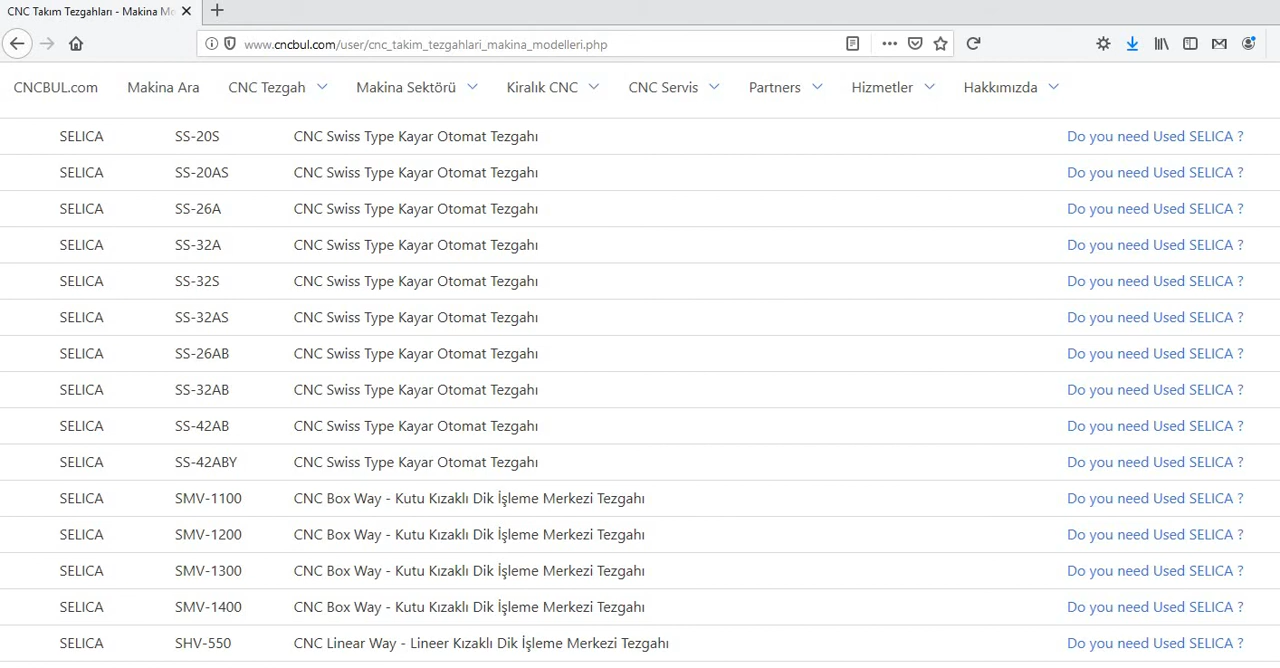 CNC Takım Tezgahları - Makina Mo
www.cncbul.com/user/cnc_takim_tezgahlari_makina_modelleri.php
CNCBUL.com Makina Ara CNC Tezgah Makina Sektörü Kiralık CNC CNC Servis Partners Hizmetler Hakkımızda
SELICA SS-20S CNC Swiss Type Kayar Otomat Tezgahı Do you need Used SELICA ?
SELICA SS-20AS CNC Swiss Type Kayar Otomat Tezgahı Do you need Used SELICA ?
SELICA SS-26A CNC Swiss Type Kayar Otomat Tezgahı Do you need Used SELICA ?
SELICA SS-32A CNC Swiss Type Kayar Otomat Tezgahı Do you need Used SELICA ?
SELICA SS-32S CNC Swiss Type Kayar Otomat Tezgahı Do you need Used SELICA ?
SELICA SS-32AS CNC Swiss Type Kayar Otomat Tezgahı Do you need Used SELICA ?
SELICA SS-26AB CNC Swiss Type Kayar Otomat Tezgahı Do you need Used SELICA ?
SELICA SS-32AB CNC Swiss Type Kayar Otomat Tezgahı Do you need Used SELICA ?
SELICA SS-42AB CNC Swiss Type Kayar Otomat Tezgahı Do you need Used SELICA ?
SELICA SS-42ABY CNC Swiss Type Kayar Otomat Tezgahı Do you need Used SELICA ?
SELICA SMV-1100 CNC Box Way - Kutu Kızaklı Dik İşleme Merkezi Tezgahı Do you need Used SELICA ?
SELICA SMV-1200 CNC Box Way - Kutu Kızaklı Dik İşleme Merkezi Tezgahı Do you need Used SELICA ?
SELICA SMV-1300 CNC Box Way - Kutu Kızaklı Dik İşleme Merkezi Tezgahı Do you need Used SELICA ?
SELICA SMV-1400 CNC Box Way - Kutu Kızaklı Dik İşleme Merkezi Tezgahı Do you need Used SELICA ?
SELICA SHV-550 CNC Linear Way - Lineer Kızaklı Dik İşleme Merkezi Tezgahı Do you need Used SELICA ?